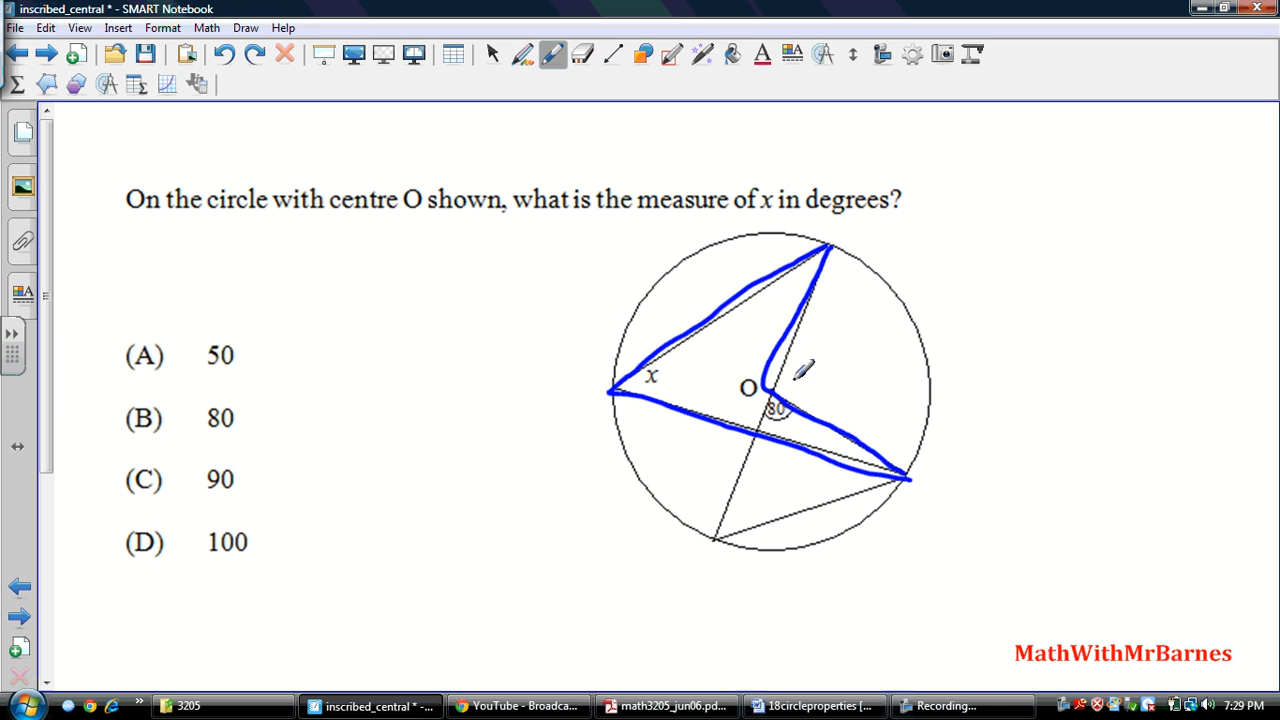 inscribed_central * - SMART Notebook
File Edit View Insert Format Math Draw Help
On the circle with centre O shown, what is the measure of x in degrees?
(A) 50
x
O
80
(B) 80
(C) 90
(D) 100
MathWithMrBarnes
3205
inscribed_central * -...
YouTube - Broadca...
math3205_jun06.pd...
18circleproperties [...
Recording...
7:29 PM